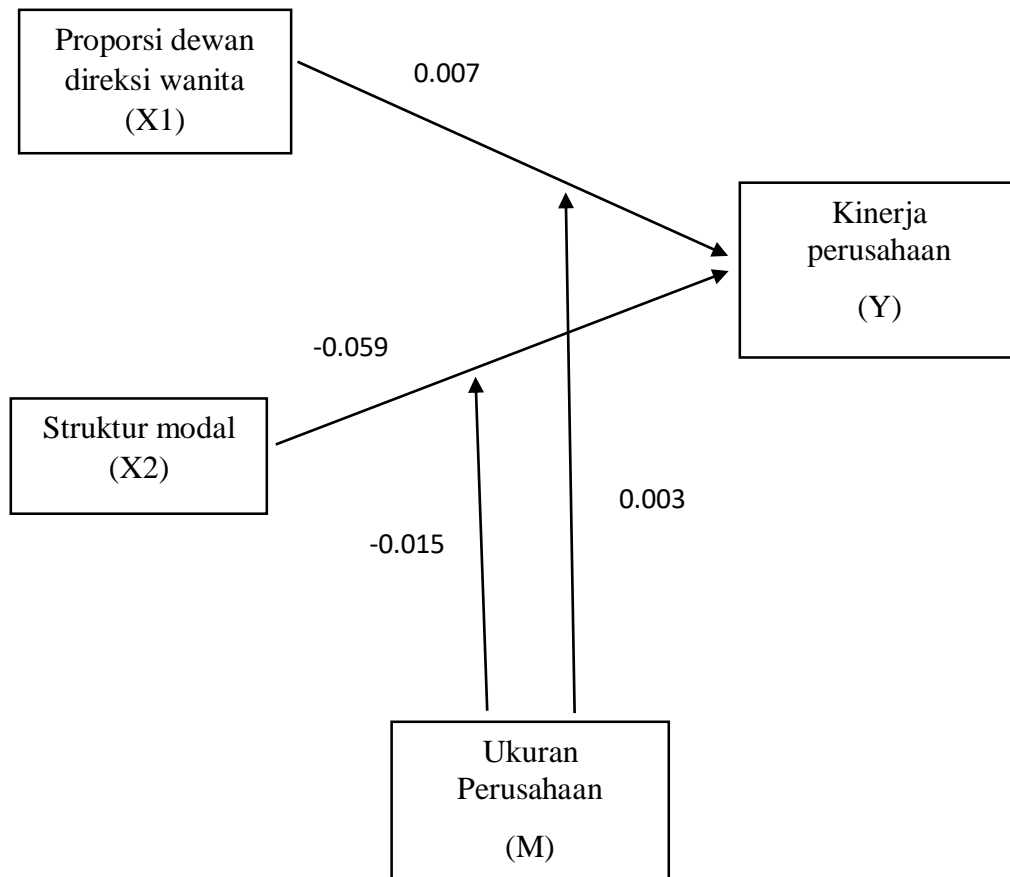 Proporsi dewan
direksi wanita
(X1)
0.007
Kinerja
perusahaan
(Y)
-0.059
Struktur modal
(X2)
0.003
-0.015
Ukuran
Perusahaan
(M)